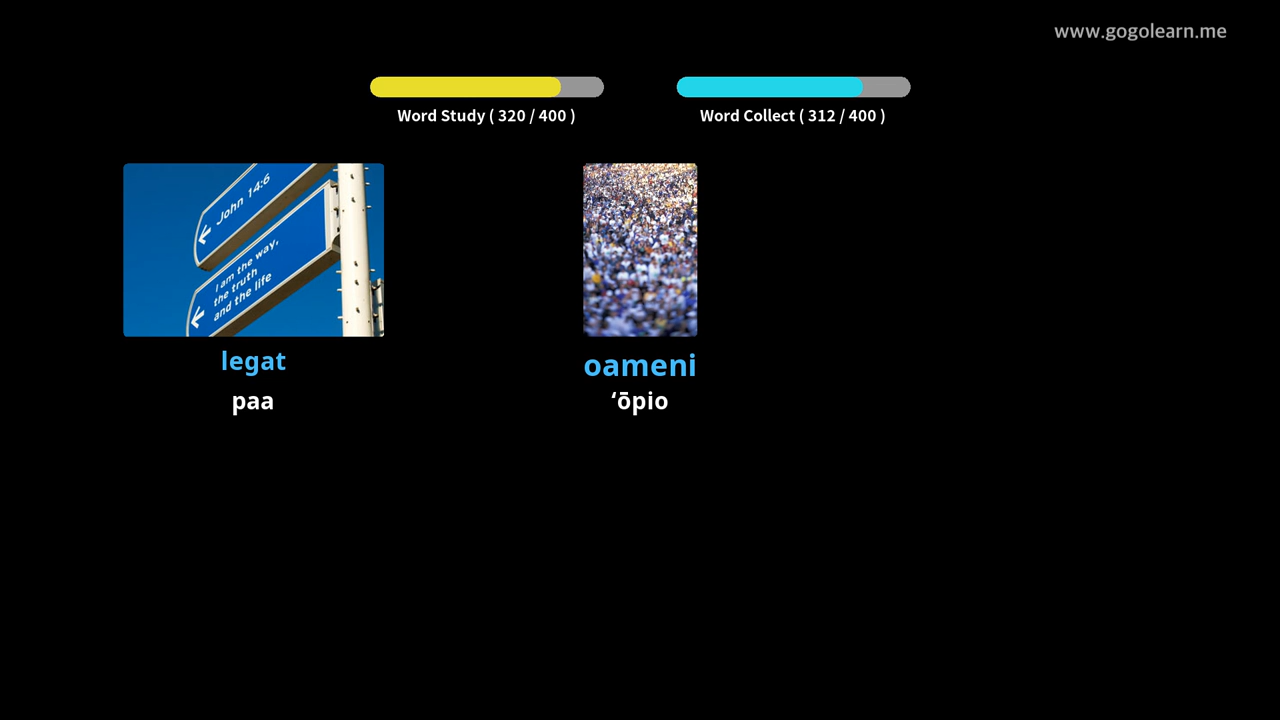 www.gogolearn.me
Word Study ( 320 / 400 )
Word Collect ( 312 / 400 )
John 14:6
I am the way,
the truth
and the life
legat
paa
oameni
ʻōpio